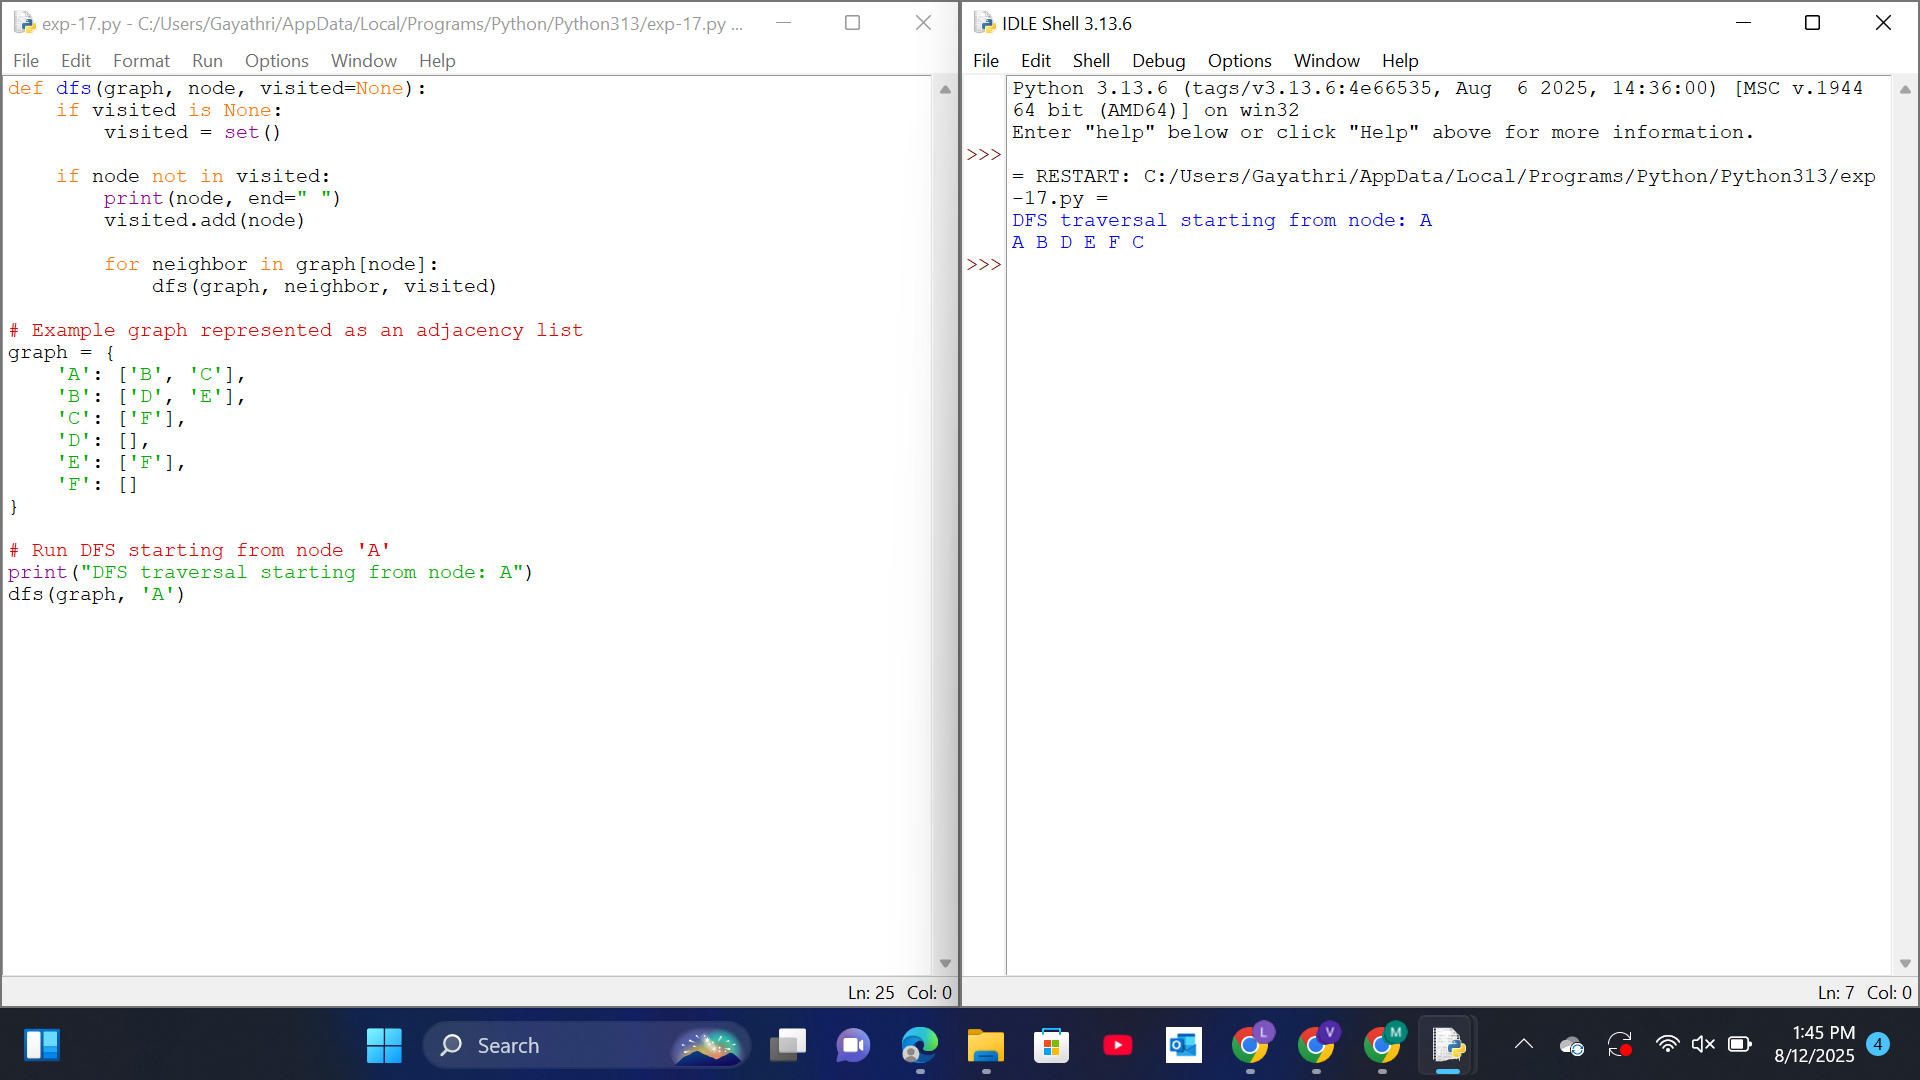 exp-17.py - C:/Users/Gayathri/AppData/Local/Programs/Python/Python313/exp-17.py ...
File Edit Format Run Options Window Help
def dfs(graph, node, visited=None):
    if visited is None:
        visited = set()
    if node not in visited:
        print(node, end=" ")
        visited.add(node)
        for neighbor in graph[node]:
            dfs(graph, neighbor, visited)
# Example graph represented as an adjacency list
graph = {
    'A': ['B', 'C'],
    'B': ['D', 'E'],
    'C': ['F'],
    'D': [],
    'E': ['F'],
    'F': []
}
# Run DFS starting from node 'A'
print("DFS traversal starting from node: A")
dfs(graph, 'A')
Ln: 25 Col: 0
IDLE Shell 3.13.6
File Edit Shell Debug Options Window Help
Python 3.13.6 (tags/v3.13.6:4e66535, Aug  6 2025, 14:36:00) [MSC v.1944
64 bit (AMD64)] on win32
Enter "help" below or click "Help" above for more information.
>>>
= RESTART: C:/Users/Gayathri/AppData/Local/Programs/Python/Python313/exp
-17.py =
DFS traversal starting from node: A
A B D E F C
>>>
Ln: 7 Col: 0
Search
L
V
M
1:45 PM
8/12/2025
4